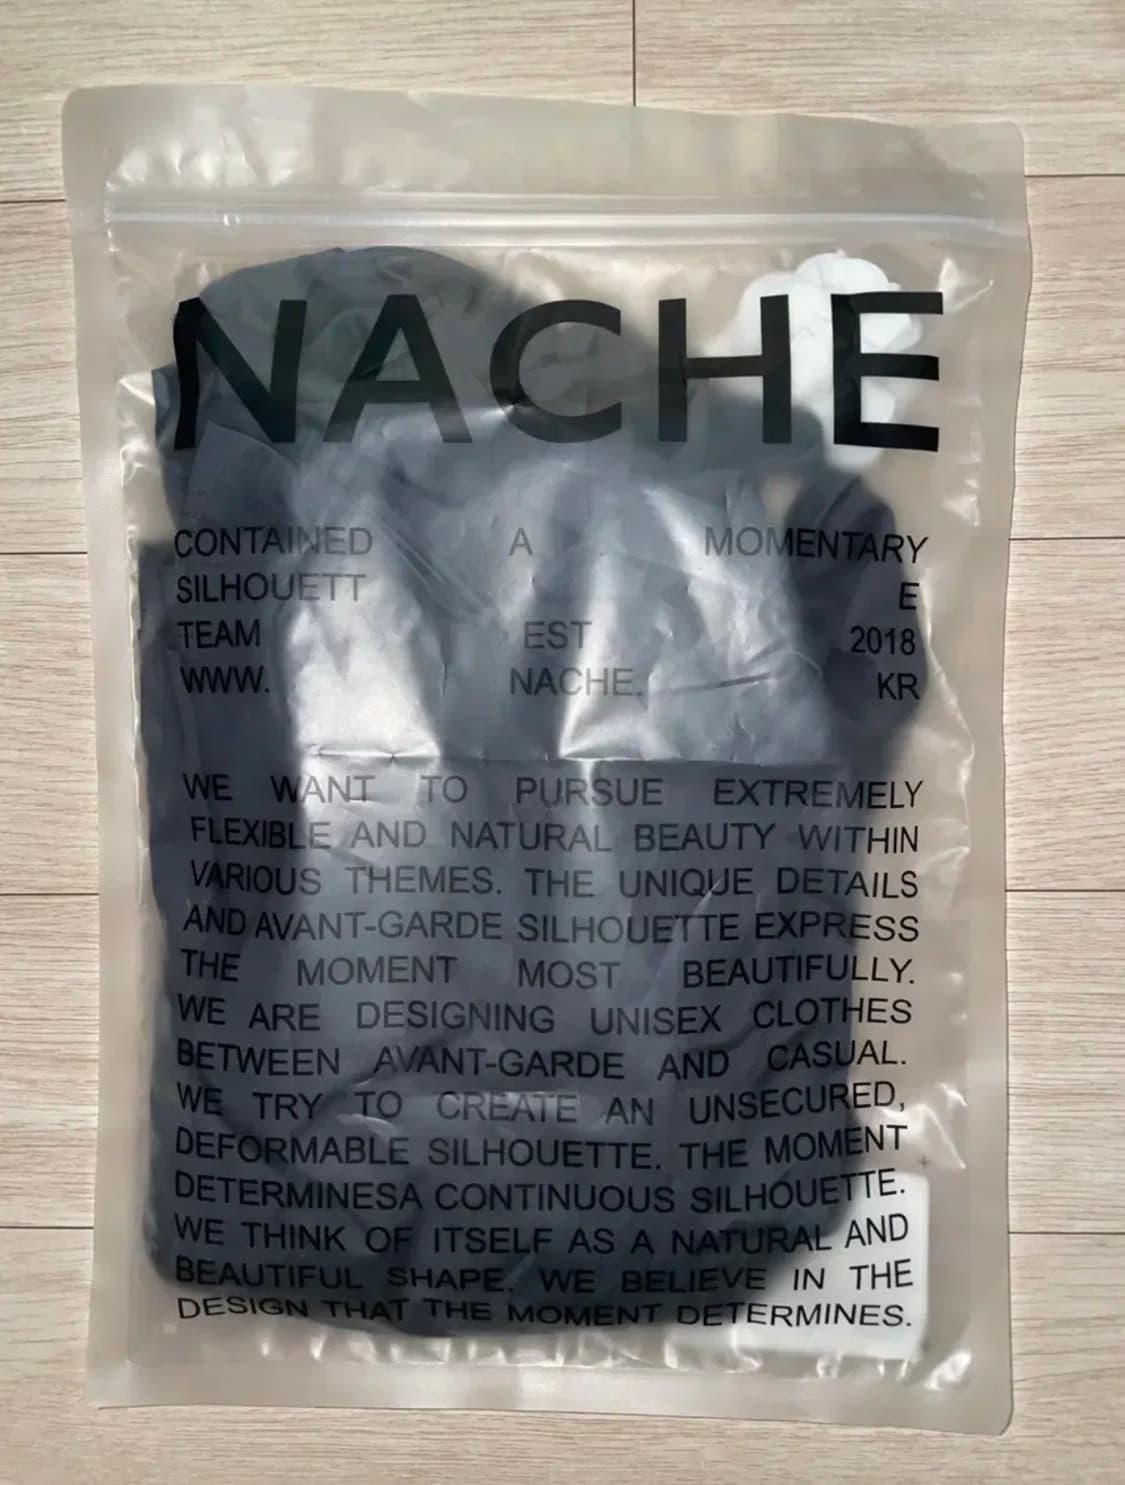 NACHE
CONTAINED A MOMENTARY
SILHOUETT E
TEAM EST 2018
WWW. NACHE. KR
WE WANT TO PURSUE EXTREMELY
FLEXIBLE AND NATURAL BEAUTY WITHIN
VARIOUS THEMES. THE UNIQUE DETAILS
AND AVANT-GARDE SILHOUETTE EXPRESS
THE MOMENT MOST BEAUTIFULLY.
WE ARE DESIGNING UNISEX CLOTHES
BETWEEN AVANT-GARDE AND CASUAL.
WE TRY TO CREATE AN UNSECURED,
DEFORMABLE SILHOUETTE. THE MOMENT
DETERMINESA CONTINUOUS SILHOUETTE.
WE THINK OF ITSELF AS A NATURAL AND
BEAUTIFUL SHAPE. WE BELIEVE IN THE
DESIGN THAT THE MOMENT DETERMINES.